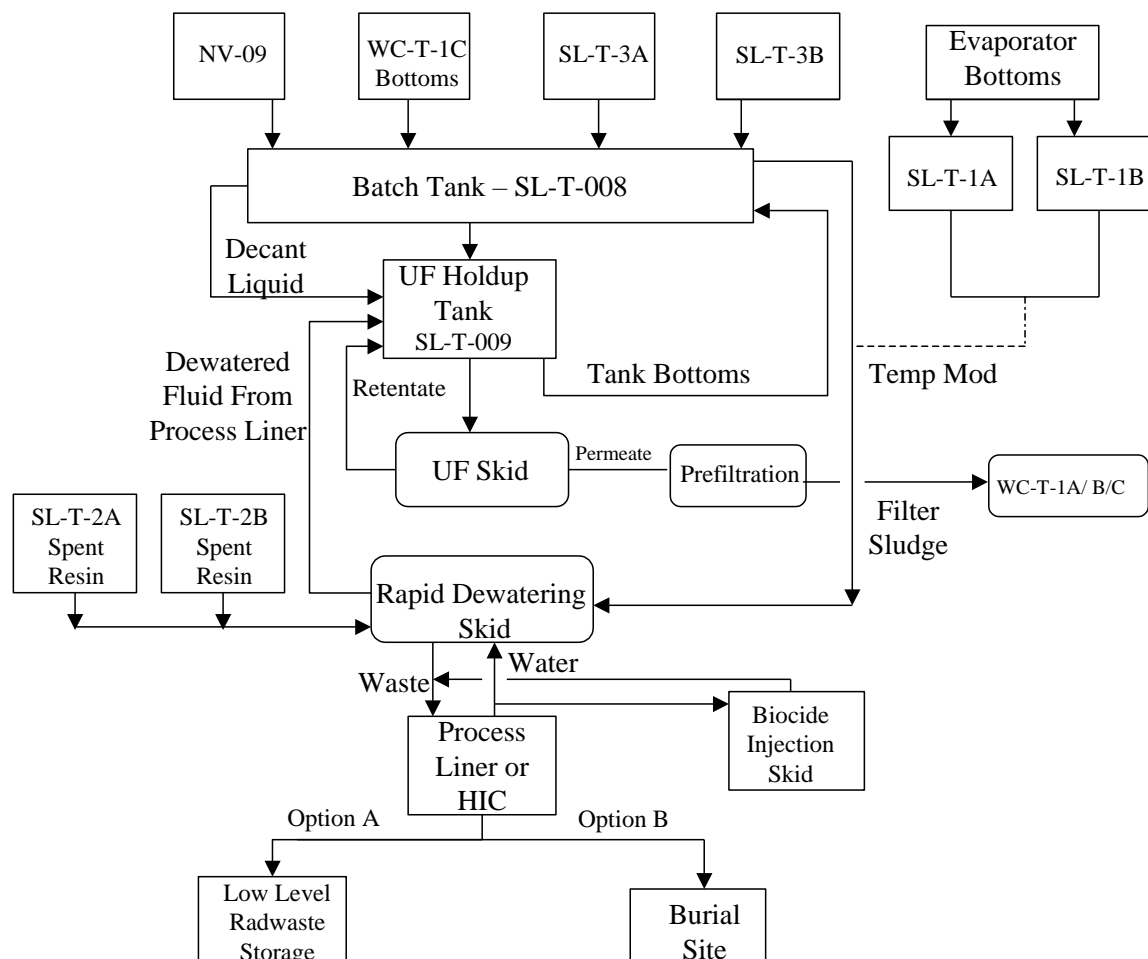 NV-09
WC-T-1C
Bottoms
SL-T-3A
SL-T-3B
Evaporator
Bottoms
SL-T-1A
SL-T-1B
Batch Tank – SL-T-008
Decant
Liquid
UF Holdup
Tank
SL-T-009
Dewatered
Fluid From
Process Liner
Retentate
Tank Bottoms
Temp Mod
UF Skid
Permeate
Prefiltration
WC-T-1A/ B/C
Filter
Sludge
SL-T-2A
Spent
Resin
SL-T-2B
Spent
Resin
Rapid Dewatering
Skid
Water
Waste
Process
Liner or
HIC
Biocide
Injection
Skid
Option A
Option B
Low Level
Radwaste
Storage
Burial
Site